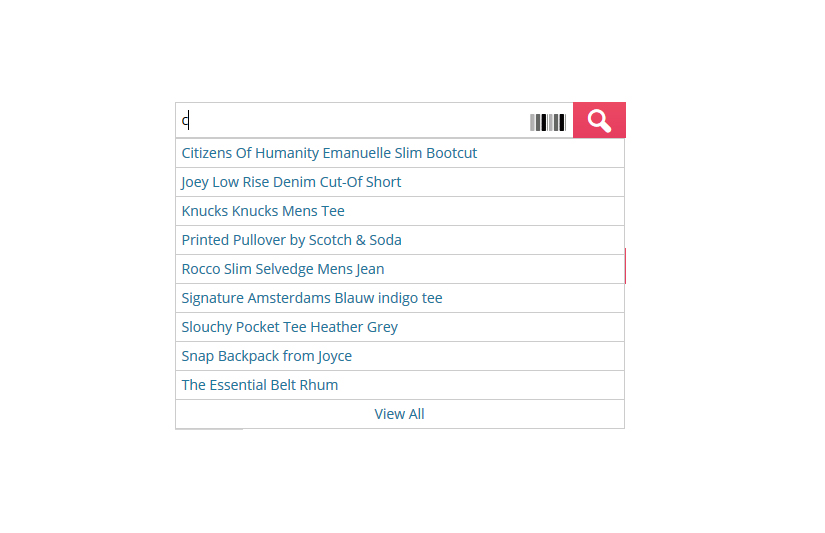 c
Citizens Of Humanity Emanuelle Slim Bootcut
Joey Low Rise Denim Cut-Of Short
Knucks Knucks Mens Tee
Printed Pullover by Scotch & Soda
Rocco Slim Selvedge Mens Jean
Signature Amsterdams Blauw indigo tee
Slouchy Pocket Tee Heather Grey
Snap Backpack from Joyce
The Essential Belt Rhum
View All